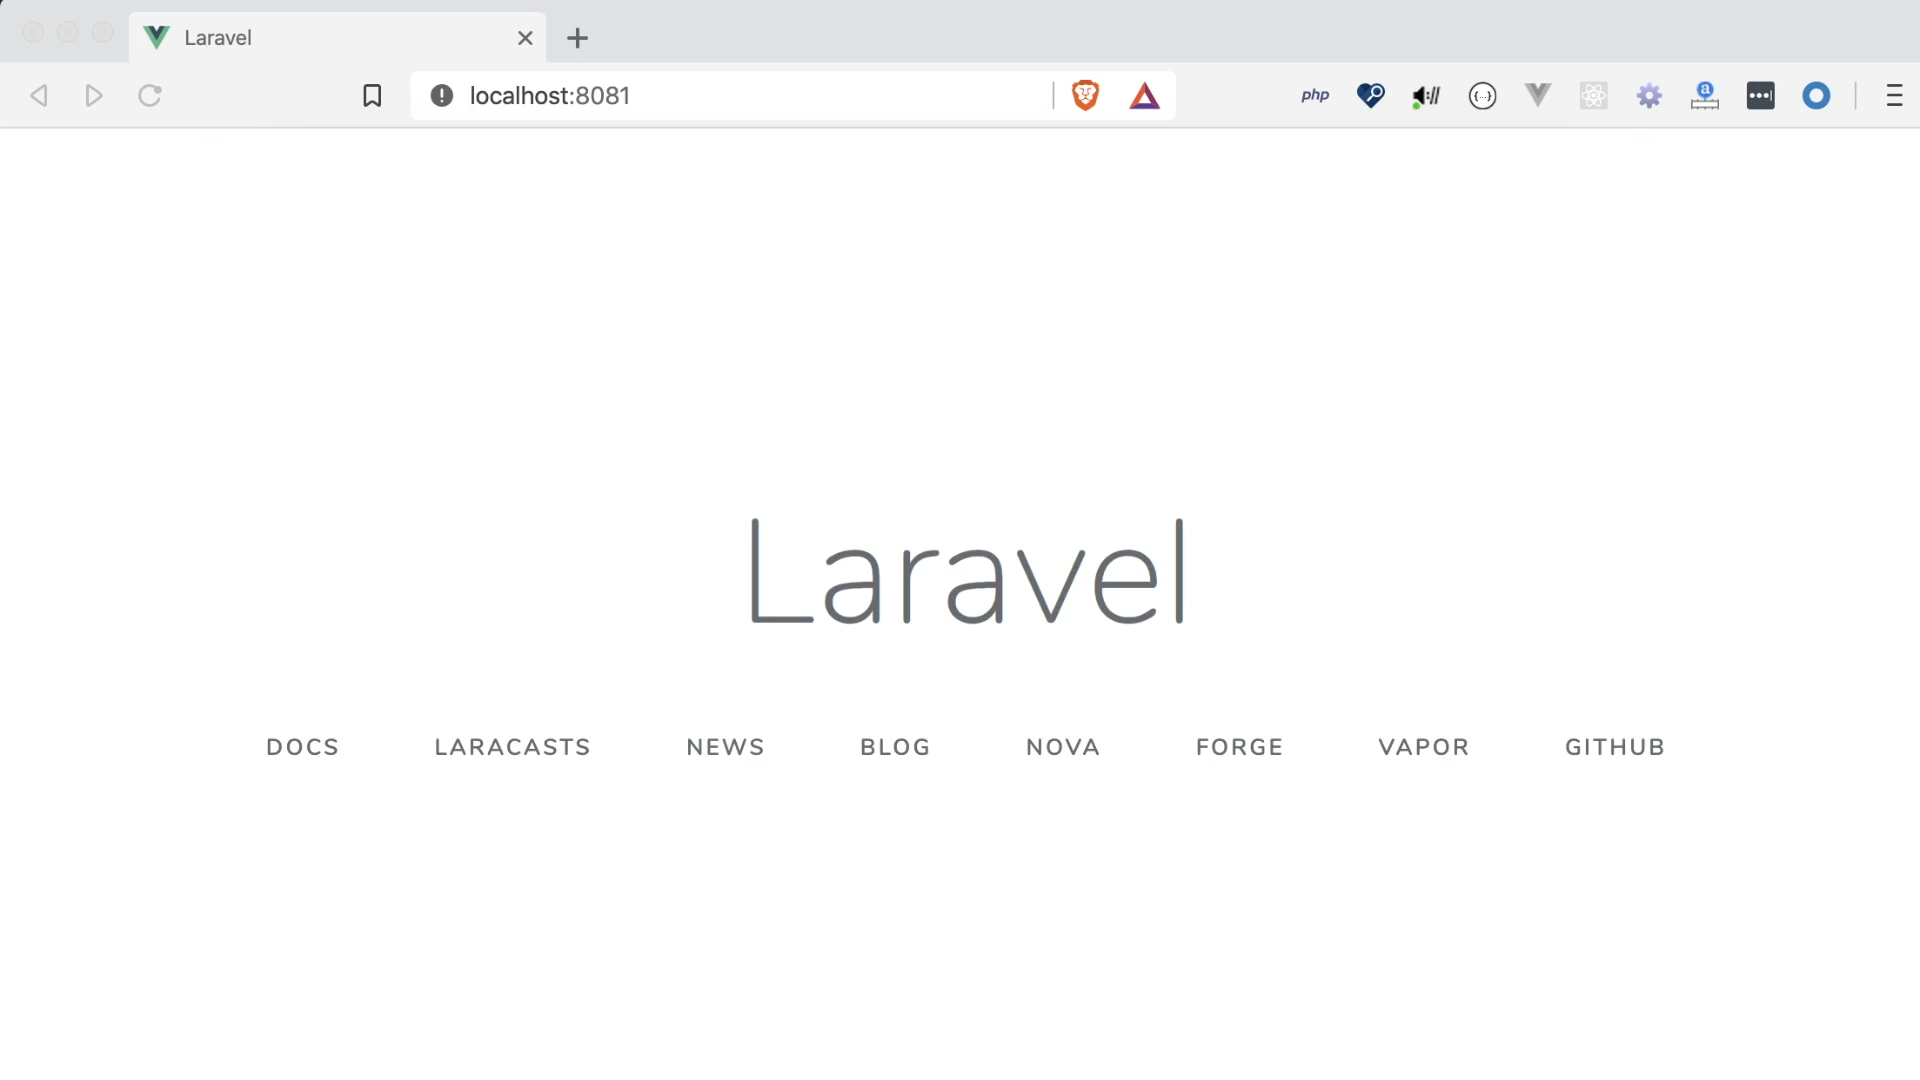 Laravel
localhost:8081
php
Laravel
DOCS LARACASTS NEWS BLOG NOVA FORGE VAPOR GITHUB